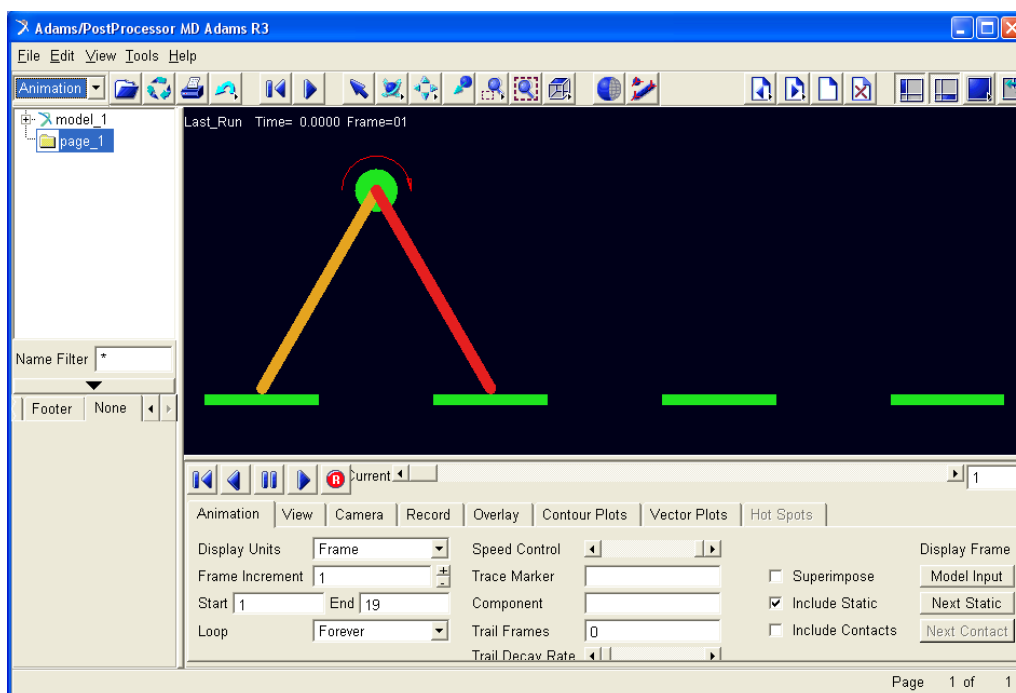 Adams/PostProcessor MD Adams R3
File Edit View Tools Help
Animation
model_1
page_1
Last_Run Time= 0.0000 Frame=01
Name Filter *
Footer None
Current 1
R
Animation View Camera Record Overlay Contour Plots Vector Plots Hot Spots
Display Units Frame Speed Control Display Frame
Frame Increment 1 + - Trace Marker Superimpose Model Input
Start 1 End 19 Component Include Static Next Static
Loop Forever Trail Frames 0 Include Contacts Next Contact
Trail Decay Rate
Page 1 of 1